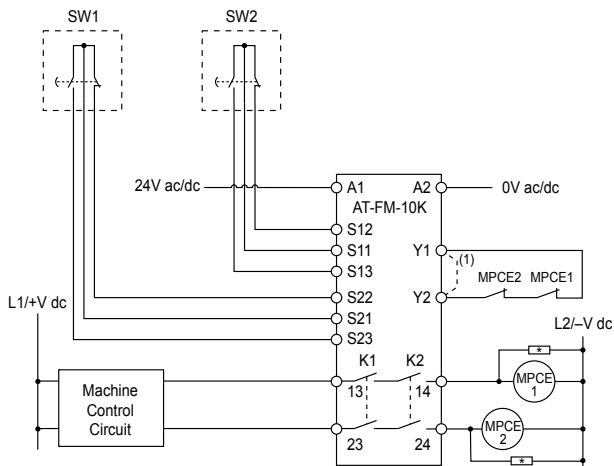 SW1
SW2
24V ac/dc
A1
A2
0V ac/dc
AT-FM-10K
S12
S11
S13
Y1
(1)
MPCE2
MPCE1
S22
Y2
S21
S23
L1/+V dc
L2/–V dc
K1
K2
*
13
14
MPCE
1
Machine
Control
Circuit
23
24
MPCE
2
*